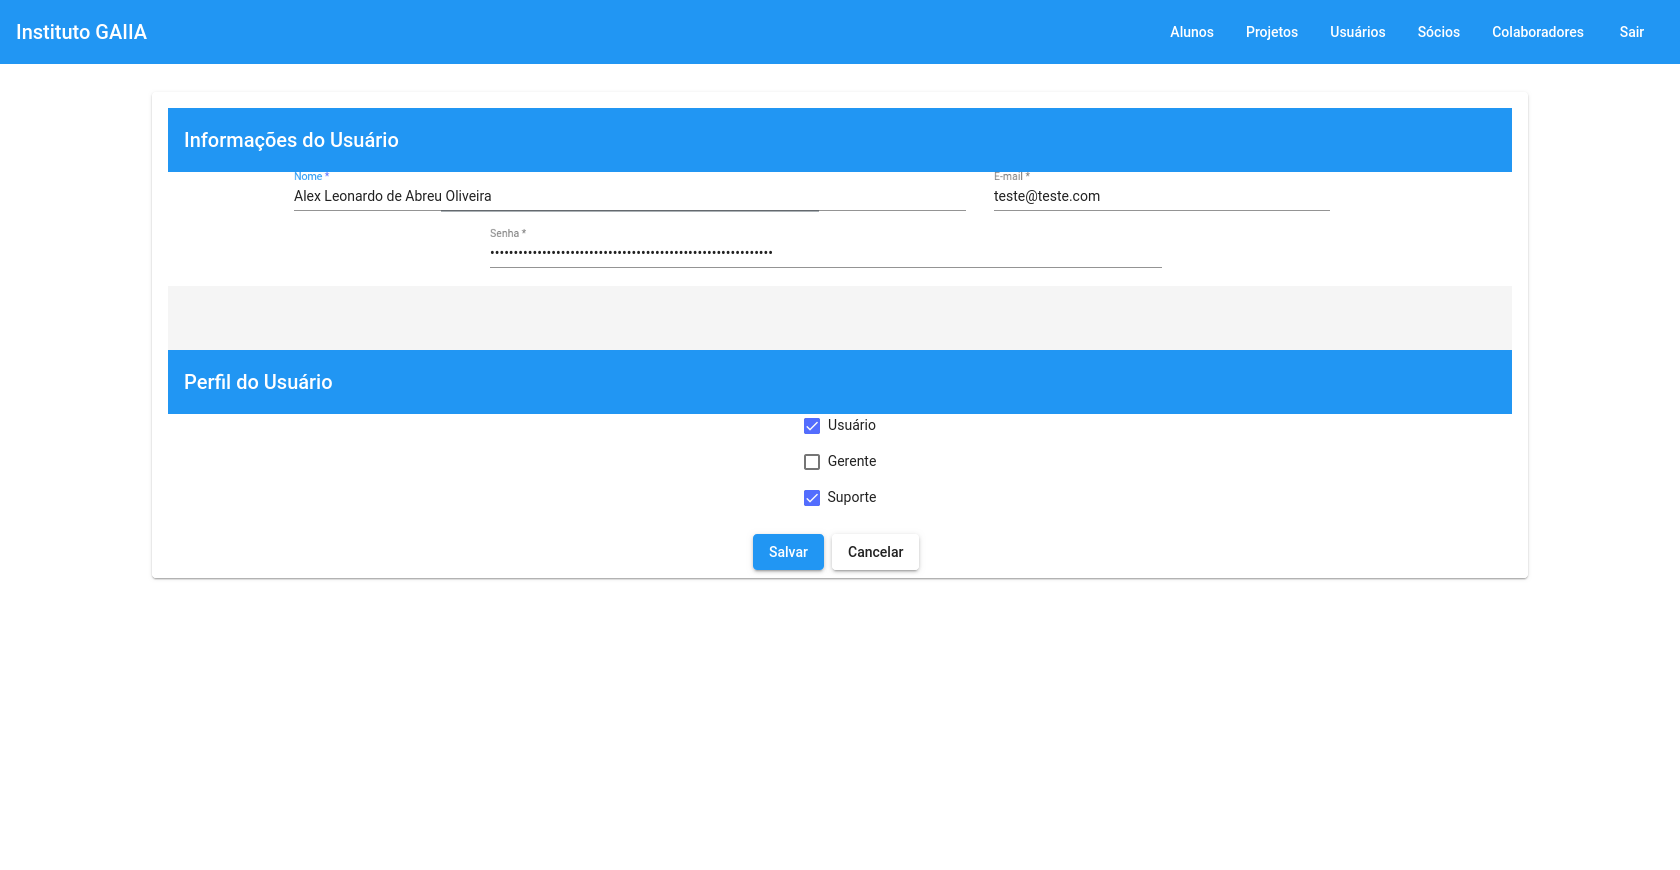 Instituto GAIIA
Alunos Projetos Usuários Sócios Colaboradores Sair
Informações do Usuário
Nome * E-mail *
Alex Leonardo de Abreu Oliveira teste@teste.com
Senha *
Perfil do Usuário
Usuário
Gerente
Suporte
Salvar Cancelar